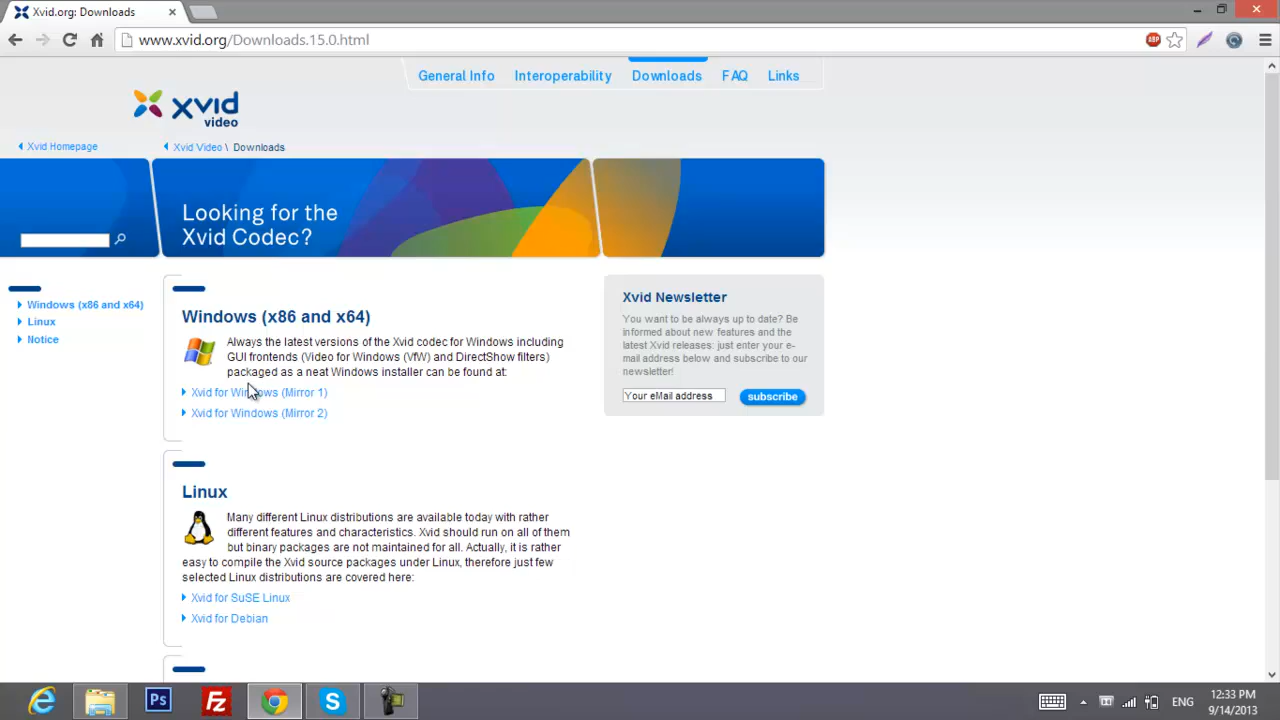 Xvid.org: Downloads
www.xvid.org/Downloads.15.0.html
ABP
General Info Interoperability Downloads FAQ Links
xvid
video
Xvid Homepage
Xvid Video \ Downloads
Looking for the
Xvid Codec?
Windows (x86 and x64)
Linux
Notice
Windows (x86 and x64)
Always the latest versions of the Xvid codec for Windows including
GUI frontends (Video for Windows (VfW) and DirectShow filters)
packaged as a neat Windows installer can be found at:
Xvid for Windows (Mirror 1)
Xvid for Windows (Mirror 2)
Xvid Newsletter
You want to be always up to date? Be
informed about new features and the
latest Xvid releases: just enter your e-
mail address below and subscribe to our
newsletter!
Your eMail address subscribe
Linux
Many different Linux distributions are available today with rather
different features and characteristics. Xvid should run on all of them
but binary packages are not maintained for all. Actually, it is rather
easy to compile the Xvid source packages under Linux, therefore just few
selected Linux distributions are covered here:
Xvid for SuSE Linux
Xvid for Debian
Ps
Fz
ENG
12:33 PM
9/14/2013